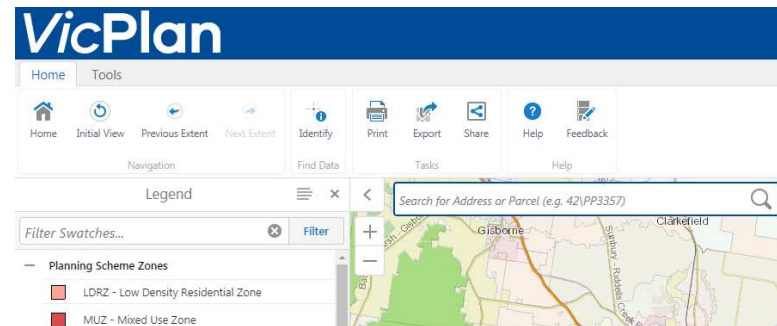 VicPlan
Home Tools
Home Initial View Previous Extent Next Extent Identify Print Export Share Help Feedback
Navigation Find Data Tasks Help
Legend
Search for Address or Parcel (e.g. 42\PP3357)
Filter Swatches... Filter
Gisborne Clarkefield
Planning Scheme Zones
LDRZ - Low Density Residential Zone
MUZ - Mixed Use Zone